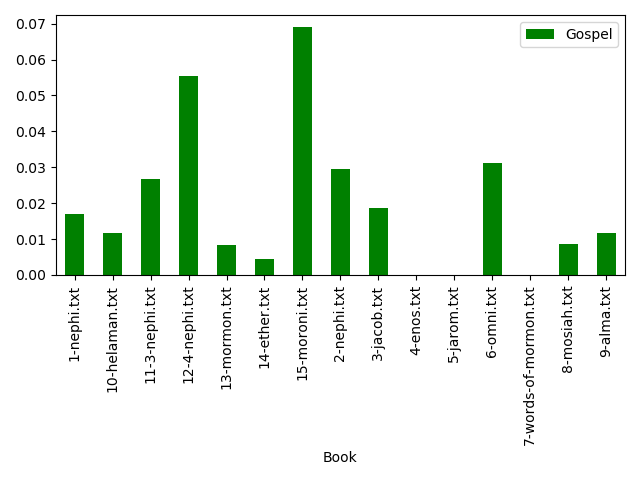 Gospel
0.07
0.06
0.05
0.04
0.03
0.02
0.01
0.00
1-nephi.txt
10-helaman.txt
11-3-nephi.txt
12-4-nephi.txt
13-mormon.txt
14-ether.txt
15-moroni.txt
2-nephi.txt
3-jacob.txt
4-enos.txt
5-jarom.txt
6-omni.txt
7-words-of-mormon.txt
8-mosiah.txt
9-alma.txt
Book